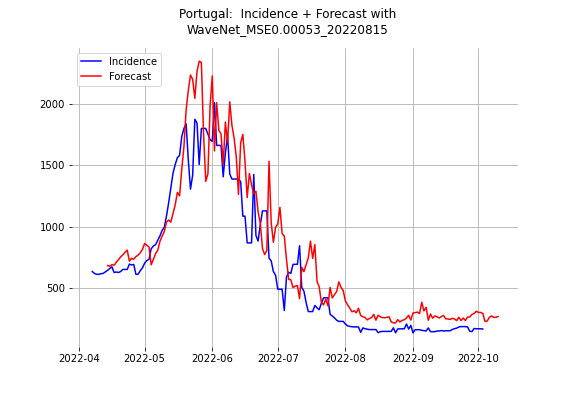 Portugal:  Incidence + Forecast with
WaveNet_MSE0.00053_20220815
Incidence
Forecast
2000
1500
1000
500
2022-04 2022-05 2022-06 2022-07 2022-08 2022-09 2022-10